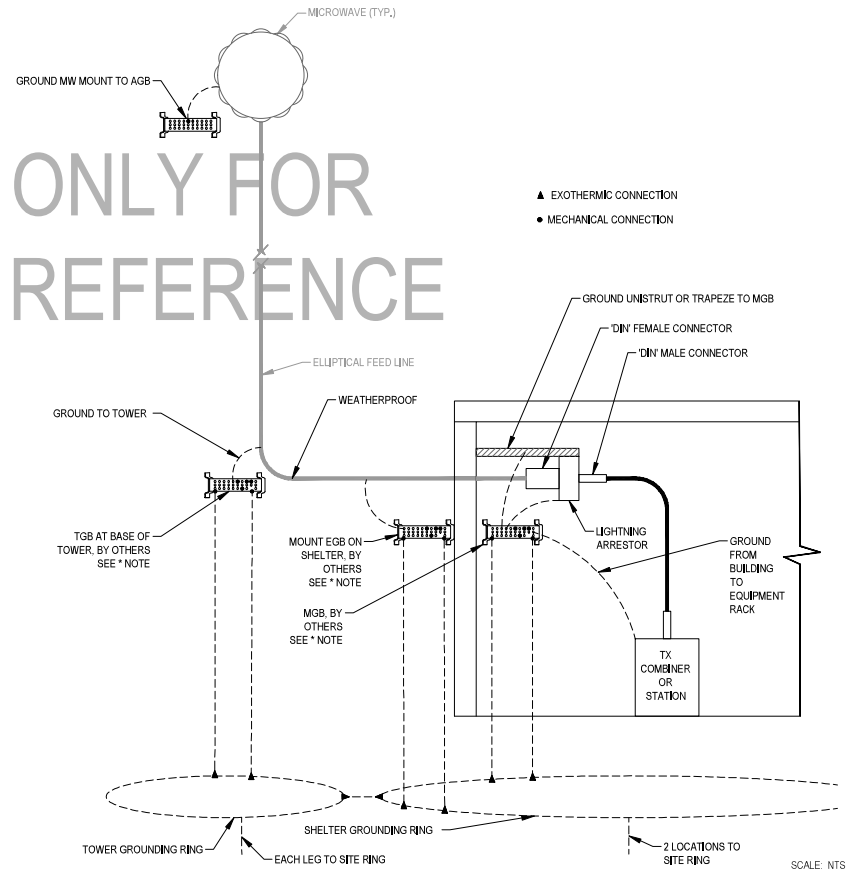 MICROWAVE (TYP.)
GROUND MW MOUNT TO AGB
ONLY FOR
REFERENCE
▲ EXOTHERMIC CONNECTION
● MECHANICAL CONNECTION
GROUND UNISTRUT OR TRAPEZE TO MGB
'DIN' FEMALE CONNECTOR
'DIN' MALE CONNECTOR
ELLIPTICAL FEED LINE
WEATHERPROOF
GROUND TO TOWER
TGB AT BASE OF
TOWER, BY OTHERS
SEE * NOTE
MOUNT EGB ON
SHELTER, BY
OTHERS
SEE * NOTE
MGB, BY
OTHERS
SEE * NOTE
LIGHTNING
ARRESTOR
GROUND
FROM
BUILDING
TO
EQUIPMENT
RACK
TX
COMBINER
OR
STATION
SHELTER GROUNDING RING
TOWER GROUNDING RING
EACH LEG TO SITE RING
2 LOCATIONS TO
SITE RING
SCALE: NTS